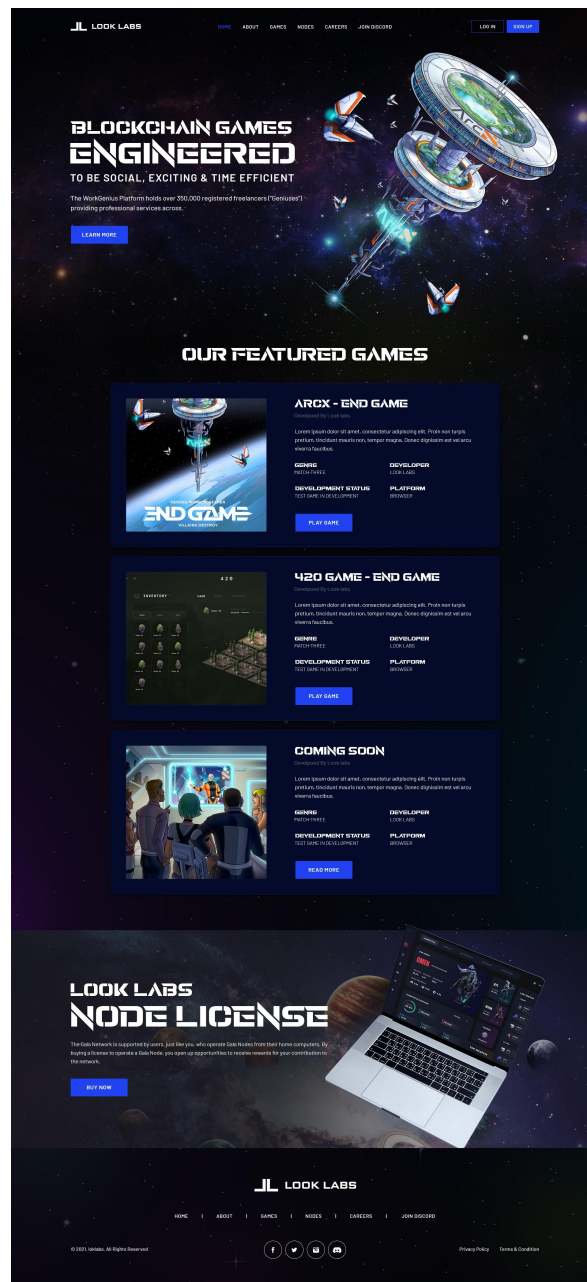 LOOK LABS
HOME ABOUT GAMES NODES CAREERS JOIN DISCORD
LOG IN SIGN UP
BLOCKCHAIN GAMES
ENGINEERED
TO BE SOCIAL, EXCITING & TIME EFFICIENT
The WorkGenius Platform holds over 350,000 registered freelancers ("Geniuses")
providing professional services across.
LEARN MORE
ARCX
OUR FEATURED GAMES
END GAME
VILLAINS DESTROY
ARCX - END GAME
Developed By Look labs
Lorem ipsum dolor sit amet, consectetur adipiscing elit. Proin non turpis
pretium, tincidunt mauris non, tempor magna. Donec dignissim est vel arcu
viverra faucibus.
GENRE DEVELOPER
MATCH-THREE LOOK LABS
DEVELOPMENT STATUS PLATFORM
TEST GAME IN DEVELOPMENT BROWSER
PLAY GAME
420
INVENTORY
420 GAME - END GAME
Developed By Look labs
Lorem ipsum dolor sit amet, consectetur adipiscing elit. Proin non turpis
pretium, tincidunt mauris non, tempor magna. Donec dignissim est vel arcu
viverra faucibus.
GENRE DEVELOPER
MATCH-THREE LOOK LABS
DEVELOPMENT STATUS PLATFORM
TEST GAME IN DEVELOPMENT BROWSER
PLAY GAME
COMING SOON
Developed By Look labs
Lorem ipsum dolor sit amet, consectetur adipiscing elit. Proin non turpis
pretium, tincidunt mauris non, tempor magna. Donec dignissim est vel arcu
viverra faucibus.
GENRE DEVELOPER
MATCH-THREE LOOK LABS
DEVELOPMENT STATUS PLATFORM
TEST GAME IN DEVELOPMENT BROWSER
READ MORE
LOOK LABS
NODE LICENSE
The Gala Network is supported by users, just like you, who operate Gala Nodes from their home computers. By
buying a license to operate a Gala Node, you open up opportunities to receive rewards for your contribution to
the network.
BUY NOW
OMEN
LOOK LABS
HOME | ABOUT | GAMES | NODES | CAREERS | JOIN DISCORD
© 2021, loklabs, All Rights Reserved
Privacy Policy Terms & Condition